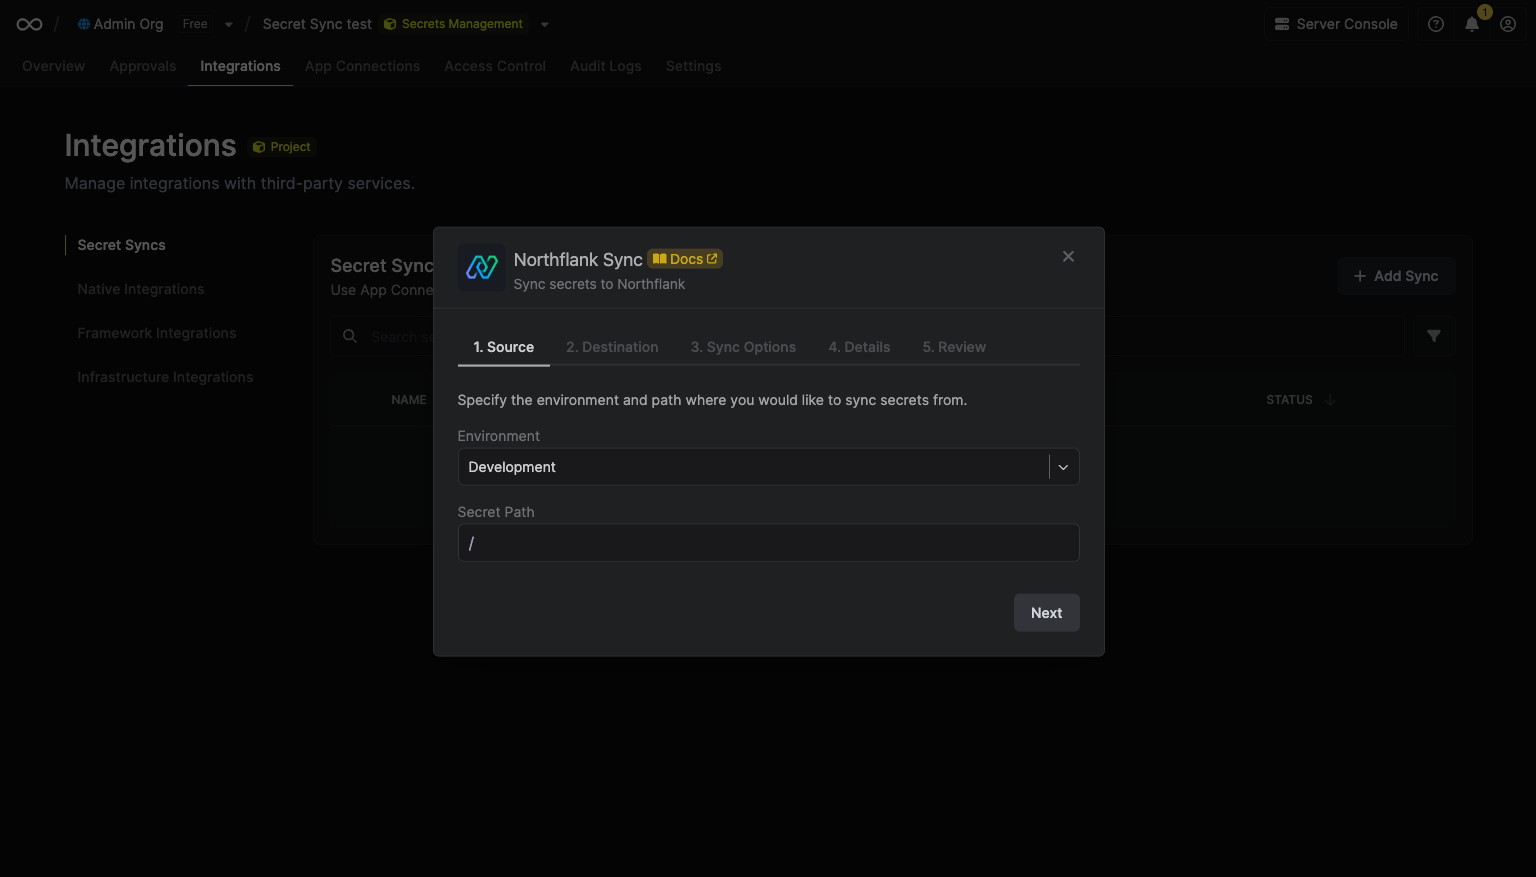 / Admin Org Free / Secret Sync test Secrets Management Server Console 1
Overview Approvals Integrations App Connections Access Control Audit Logs Settings
Integrations Project
Manage integrations with third-party services.
Secret Syncs
Native Integrations
Framework Integrations
Infrastructure Integrations
Secret Sync
Use App Conne
+ Add Sync
Search se
NAME
STATUS
Northflank Sync Docs
Sync secrets to Northflank
1. Source 2. Destination 3. Sync Options 4. Details 5. Review
Specify the environment and path where you would like to sync secrets from.
Environment
Development
Secret Path
/
Next